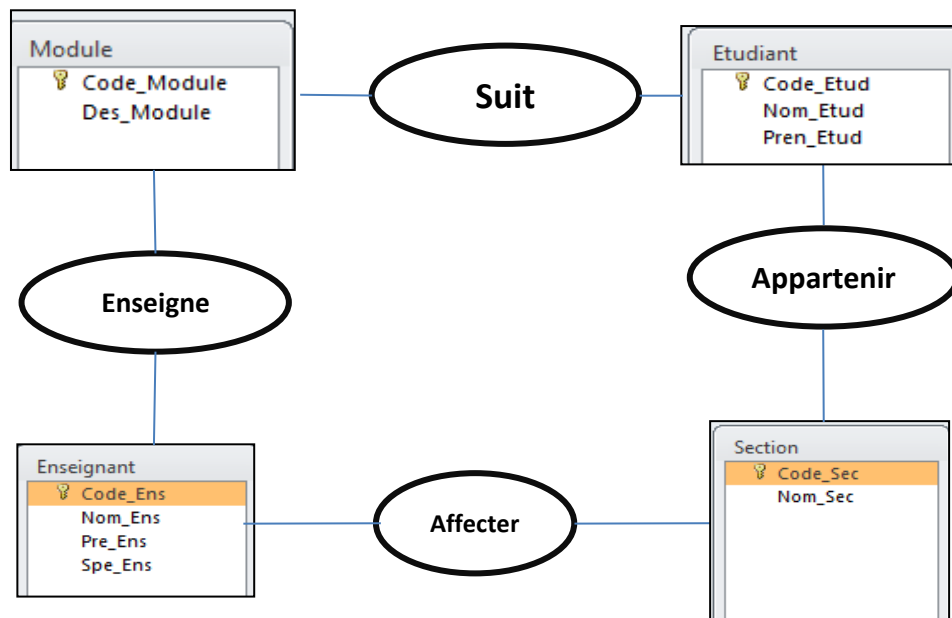 Module
Code_Module
Des_Module
Suit
Etudiant
Code_Etud
Nom_Etud
Pren_Etud
Enseigne
Appartenir
Enseignant
Code_Ens
Nom_Ens
Pre_Ens
Spe_Ens
Affecter
Section
Code_Sec
Nom_Sec